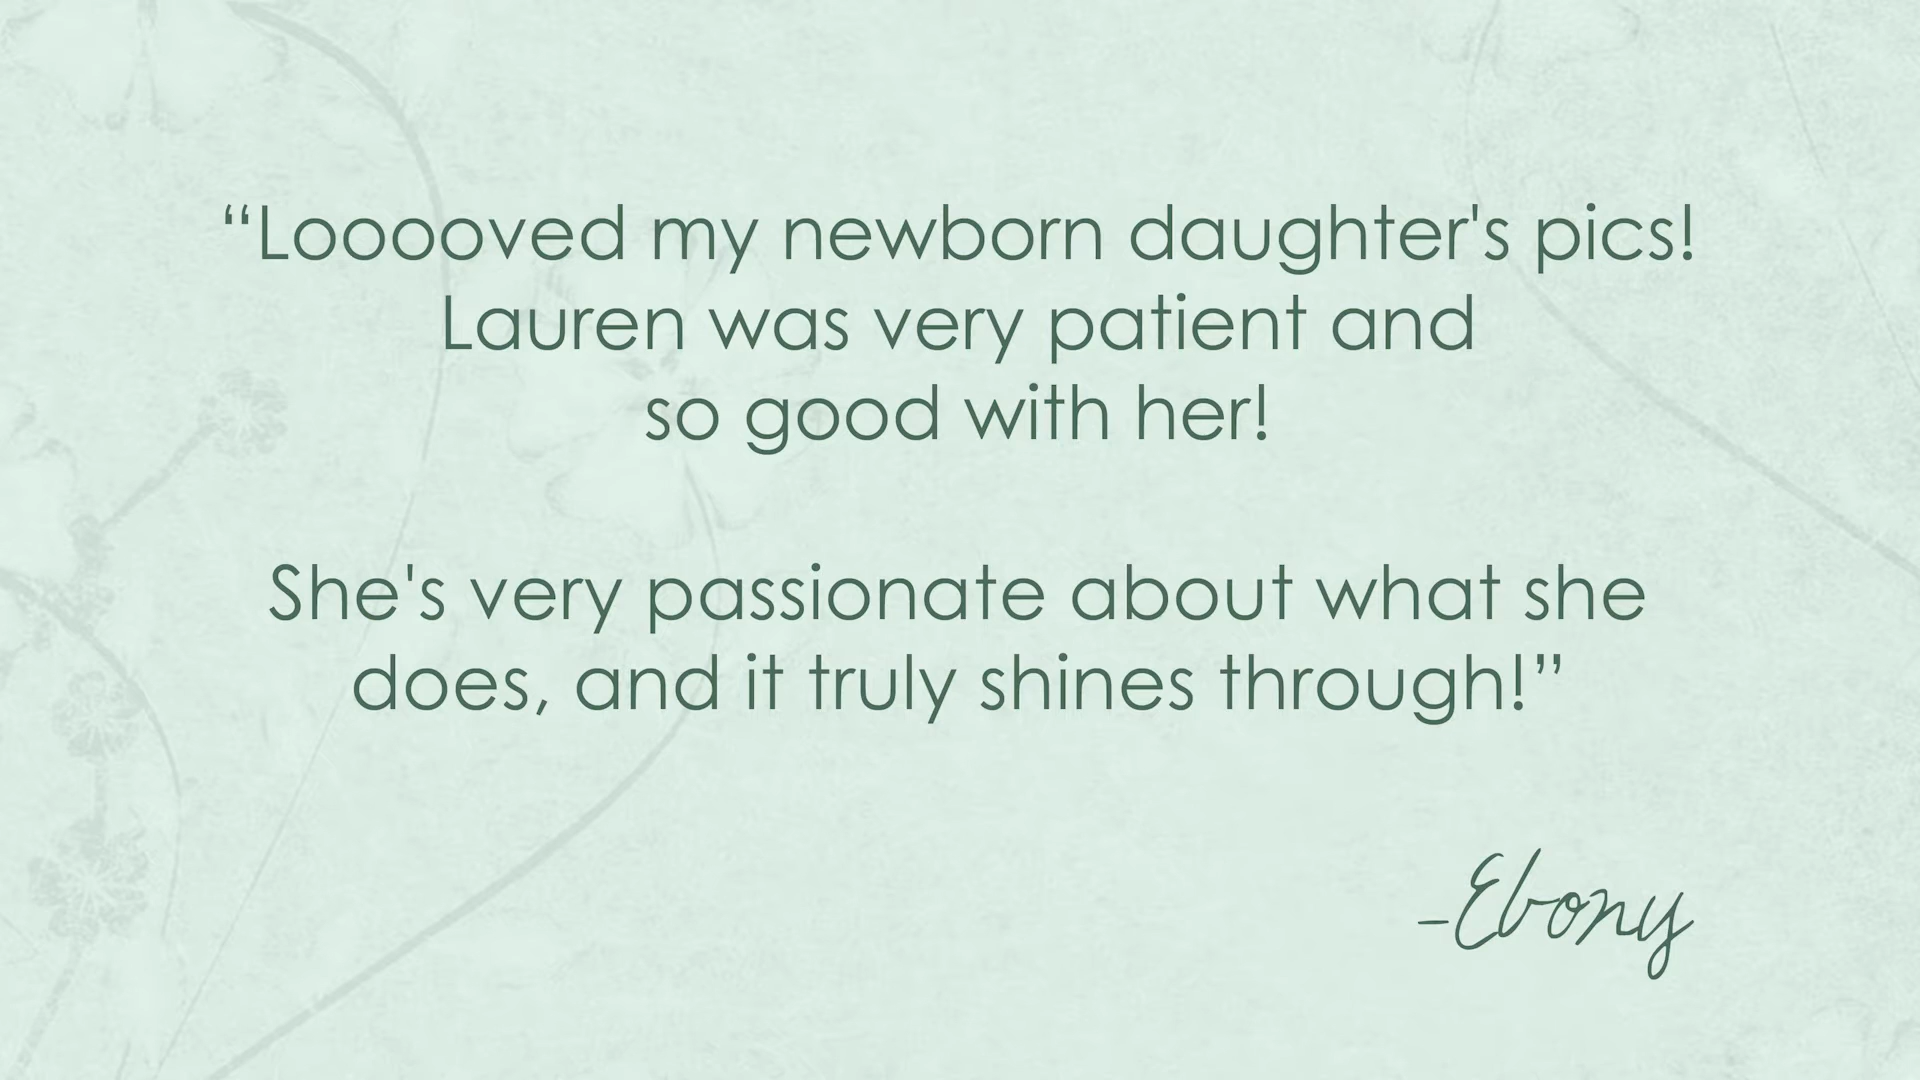 “Looooved my newborn daughter's pics!
Lauren was very patient and
so good with her!
She's very passionate about what she
does, and it truly shines through!”
-Ebony